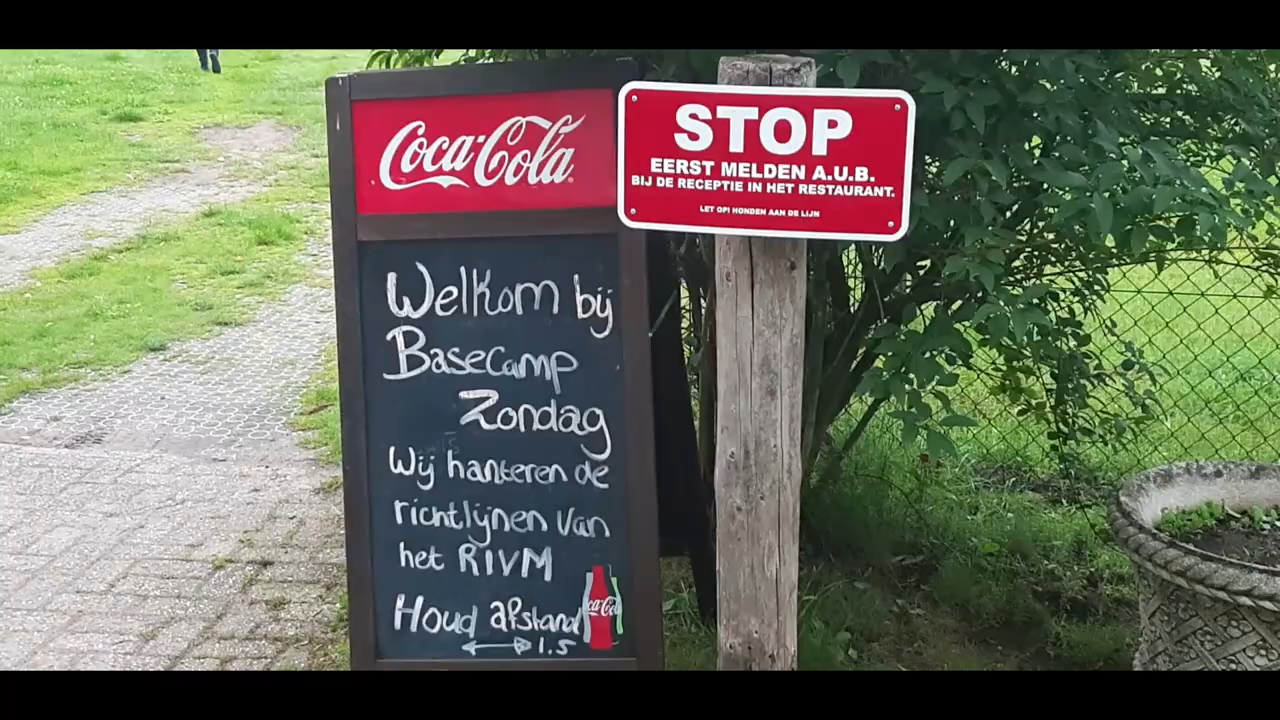 Coca-Cola
Welkom bij
Basecamp
Zondag
Wij hanteren de
richtlijnen van
het RIVM
Houd afstand
1.5
Coca-Cola
STOP
EERST MELDEN A.U.B.
BIJ DE RECEPTIE IN HET RESTAURANT.
LET OP! HONDEN AAN DE LIJN